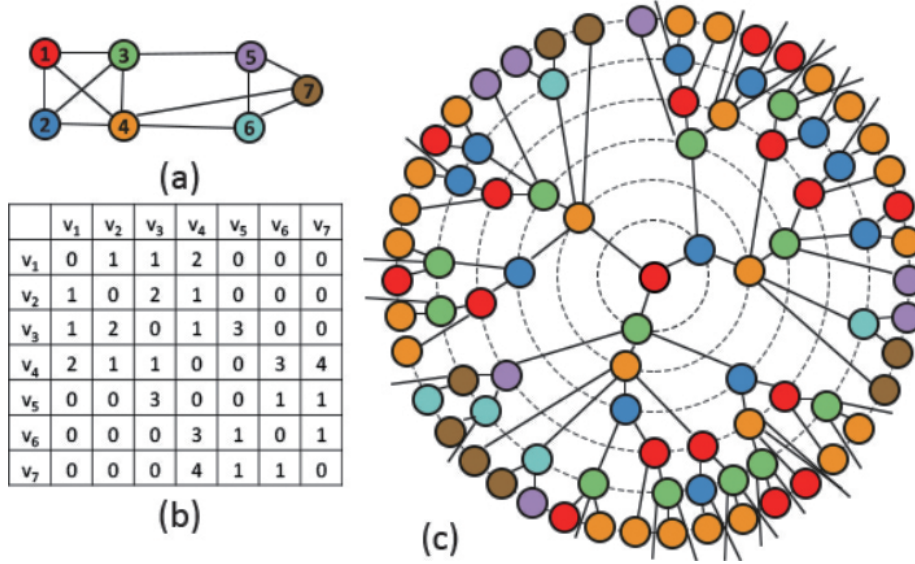 1 3 5
7
2 4 6
(a)
v1 v2 v3 v4 v5 v6 v7
v1 0 1 1 2 0 0 0
v2 1 0 2 1 0 0 0
v3 1 2 0 1 3 0 0
v4 2 1 1 0 0 3 4
v5 0 0 3 0 0 1 1
v6 0 0 0 3 1 0 1
v7 0 0 0 4 1 1 0
(b)
(c)